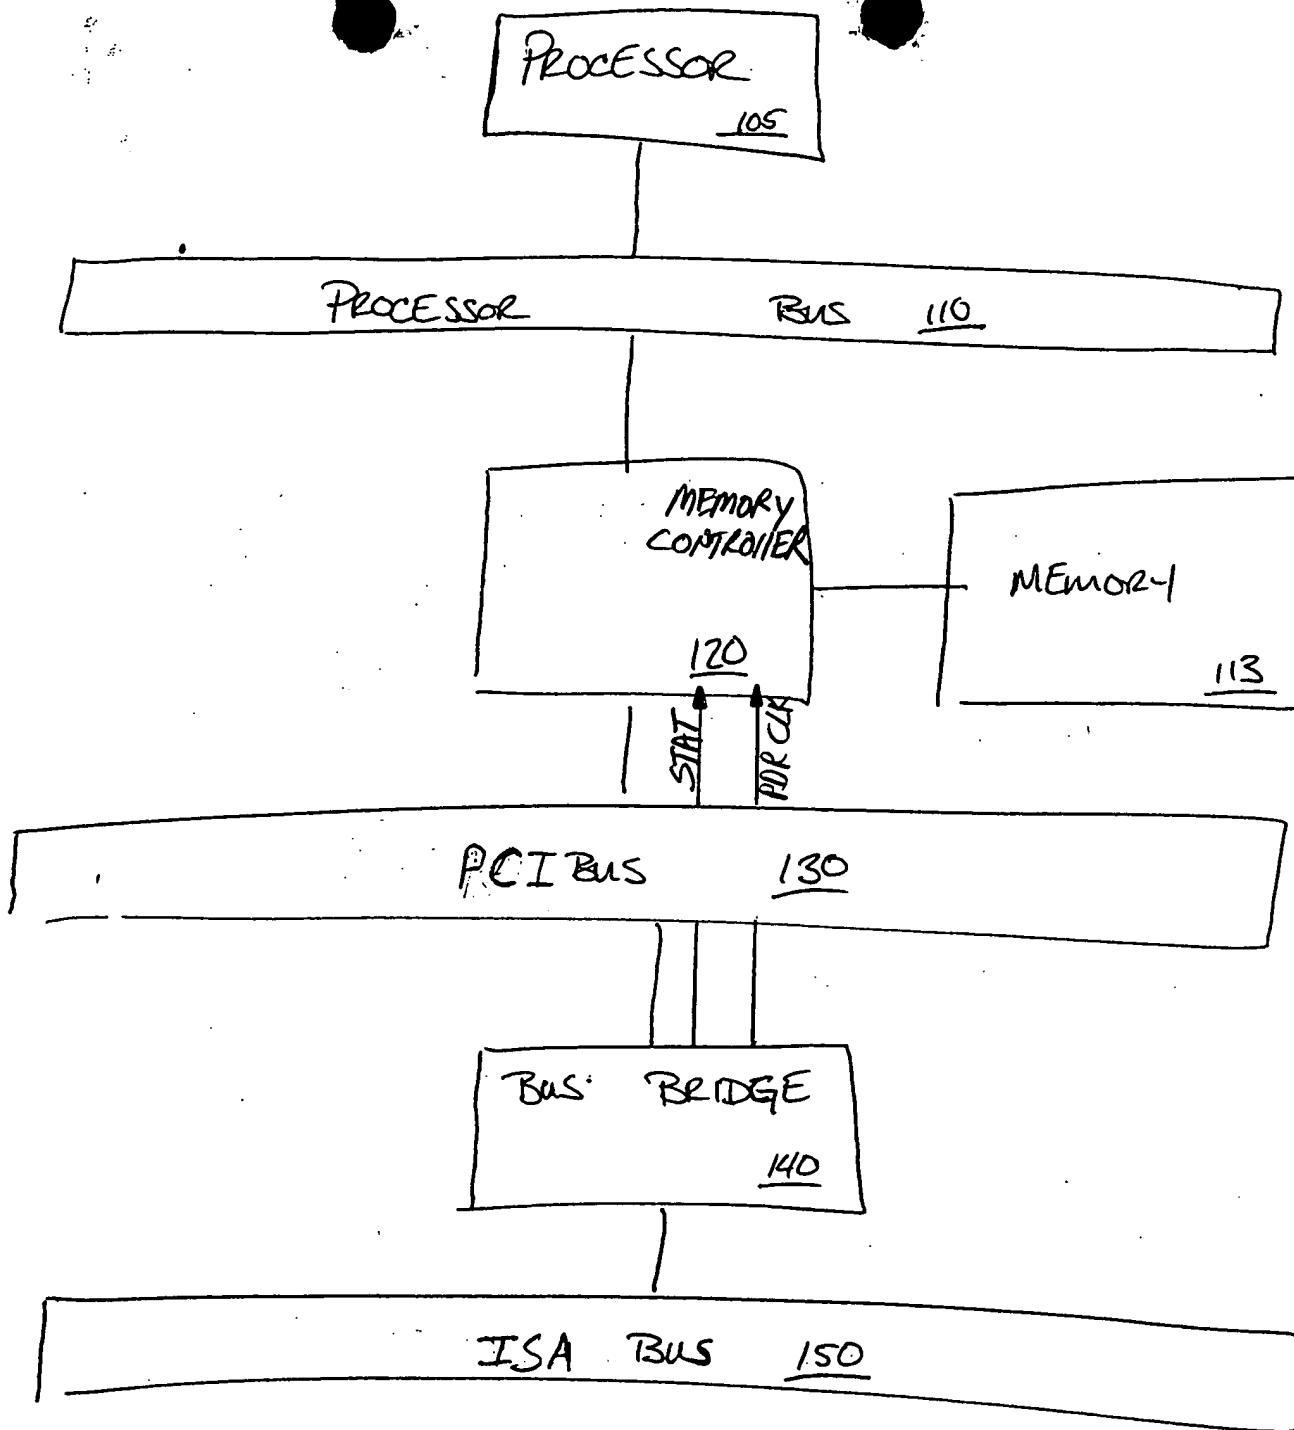 PROCESSOR
105
PROCESSOR BUS 110
MEMORY
CONTROLLER
120
MEMORY
113
STAT
PDR CLK
PCI BUS 130
BUS BRIDGE
140
ISA BUS 150